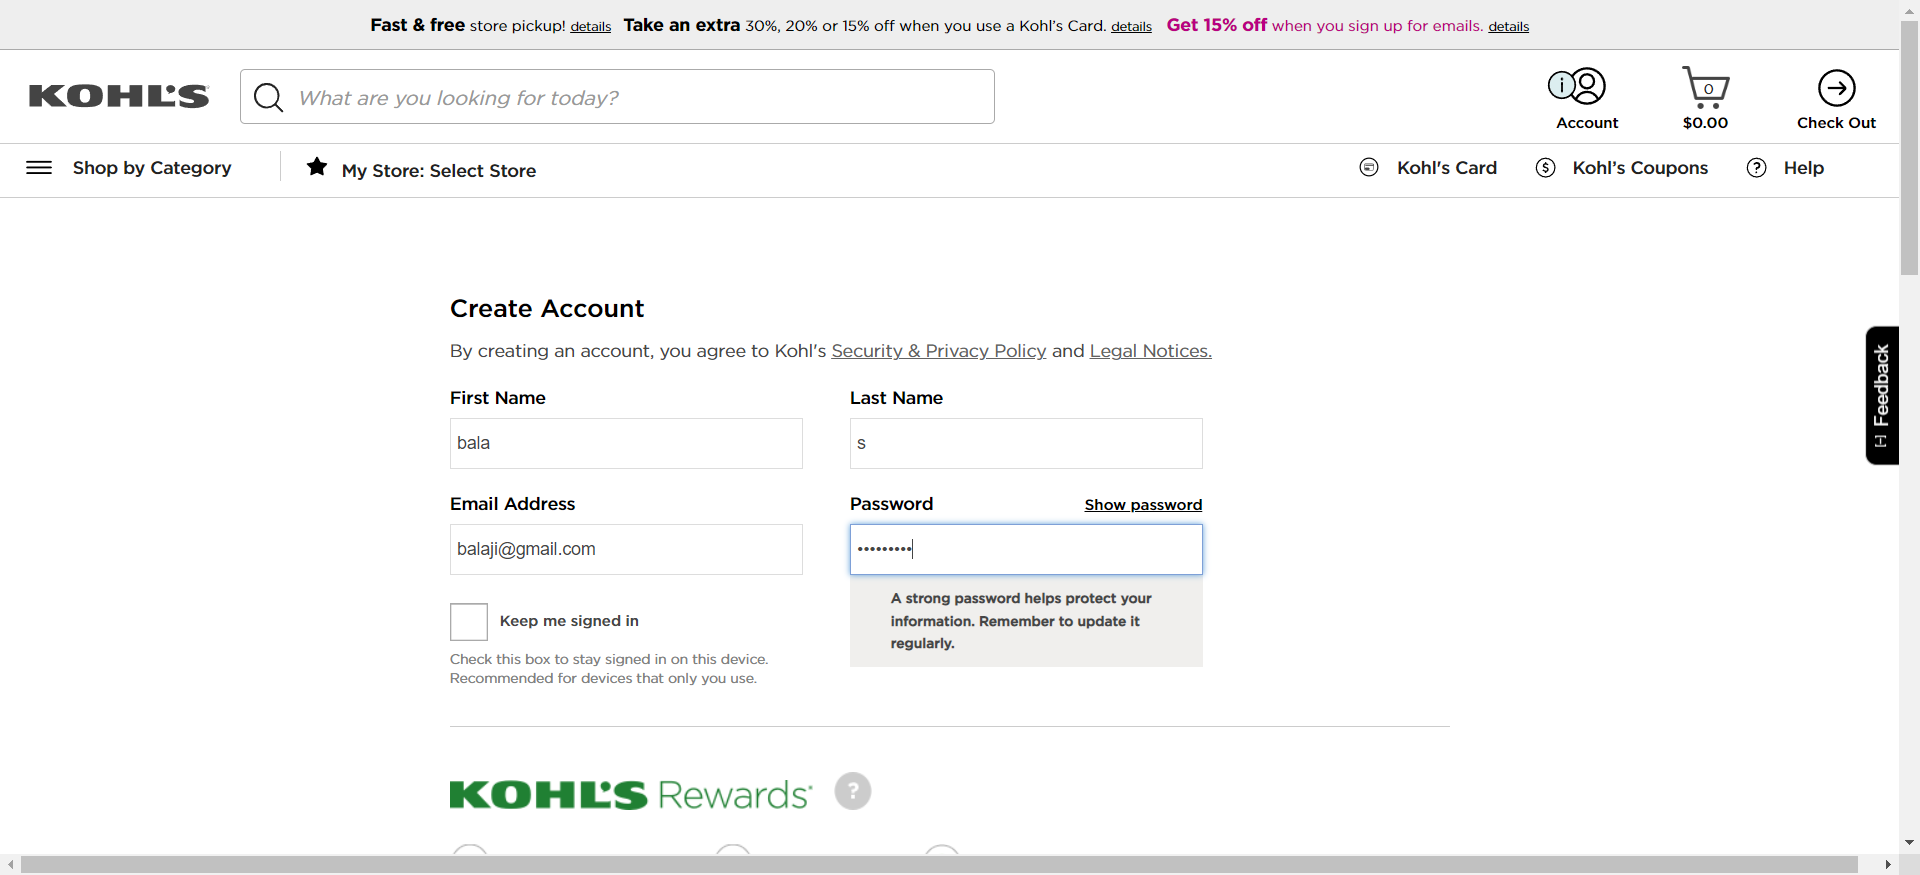 Fast & free store pickup! details Take an extra 30%, 20% or 15% off when you use a Kohl's Card. details Get 15% off when you sign up for emails. details
KOHL'S
What are you looking for today?
i
0
Account
$0.00
Check Out
Shop by Category
My Store: Select Store
Kohl's Card
$
Kohl's Coupons
?
Help
Create Account
By creating an account, you agree to Kohl's Security & Privacy Policy and Legal Notices.
First Name
Last Name
bala
s
Email Address
Password
Show password
balaji@gmail.com
•••••••••
Keep me signed in
A strong password helps protect your
information. Remember to update it
regularly.
Check this box to stay signed in on this device.
Recommended for devices that only you use.
KOHL'S Rewards
?
[-] Feedback